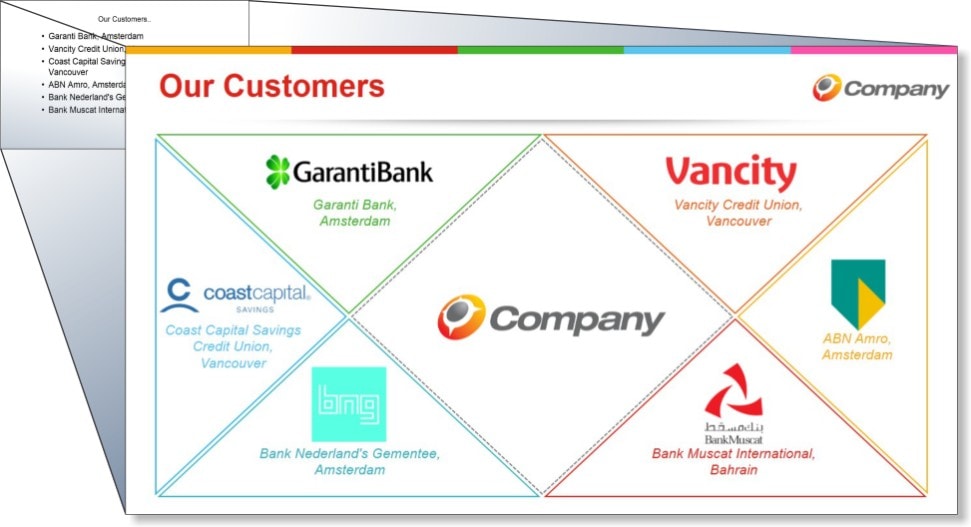 Our Customers..
• Garanti Bank, Amsterdam
• Vancity Credit Union,
• Coast Capital Saving
Vancouver
• ABN Amro, Amsterda
• Bank Nederland's Ge
• Bank Muscat Internat
Our Customers
Company
GarantiBank
Garanti Bank,
Amsterdam
Vancity
Vancity Credit Union,
Vancouver
coastcapital®
SAVINGS
Coast Capital Savings
Credit Union,
Vancouver
Company
ABN Amro,
Amsterdam
bng
Bank Nederland's Gementee,
Amsterdam
بنك مسقط
BankMuscat
Bank Muscat International,
Bahrain